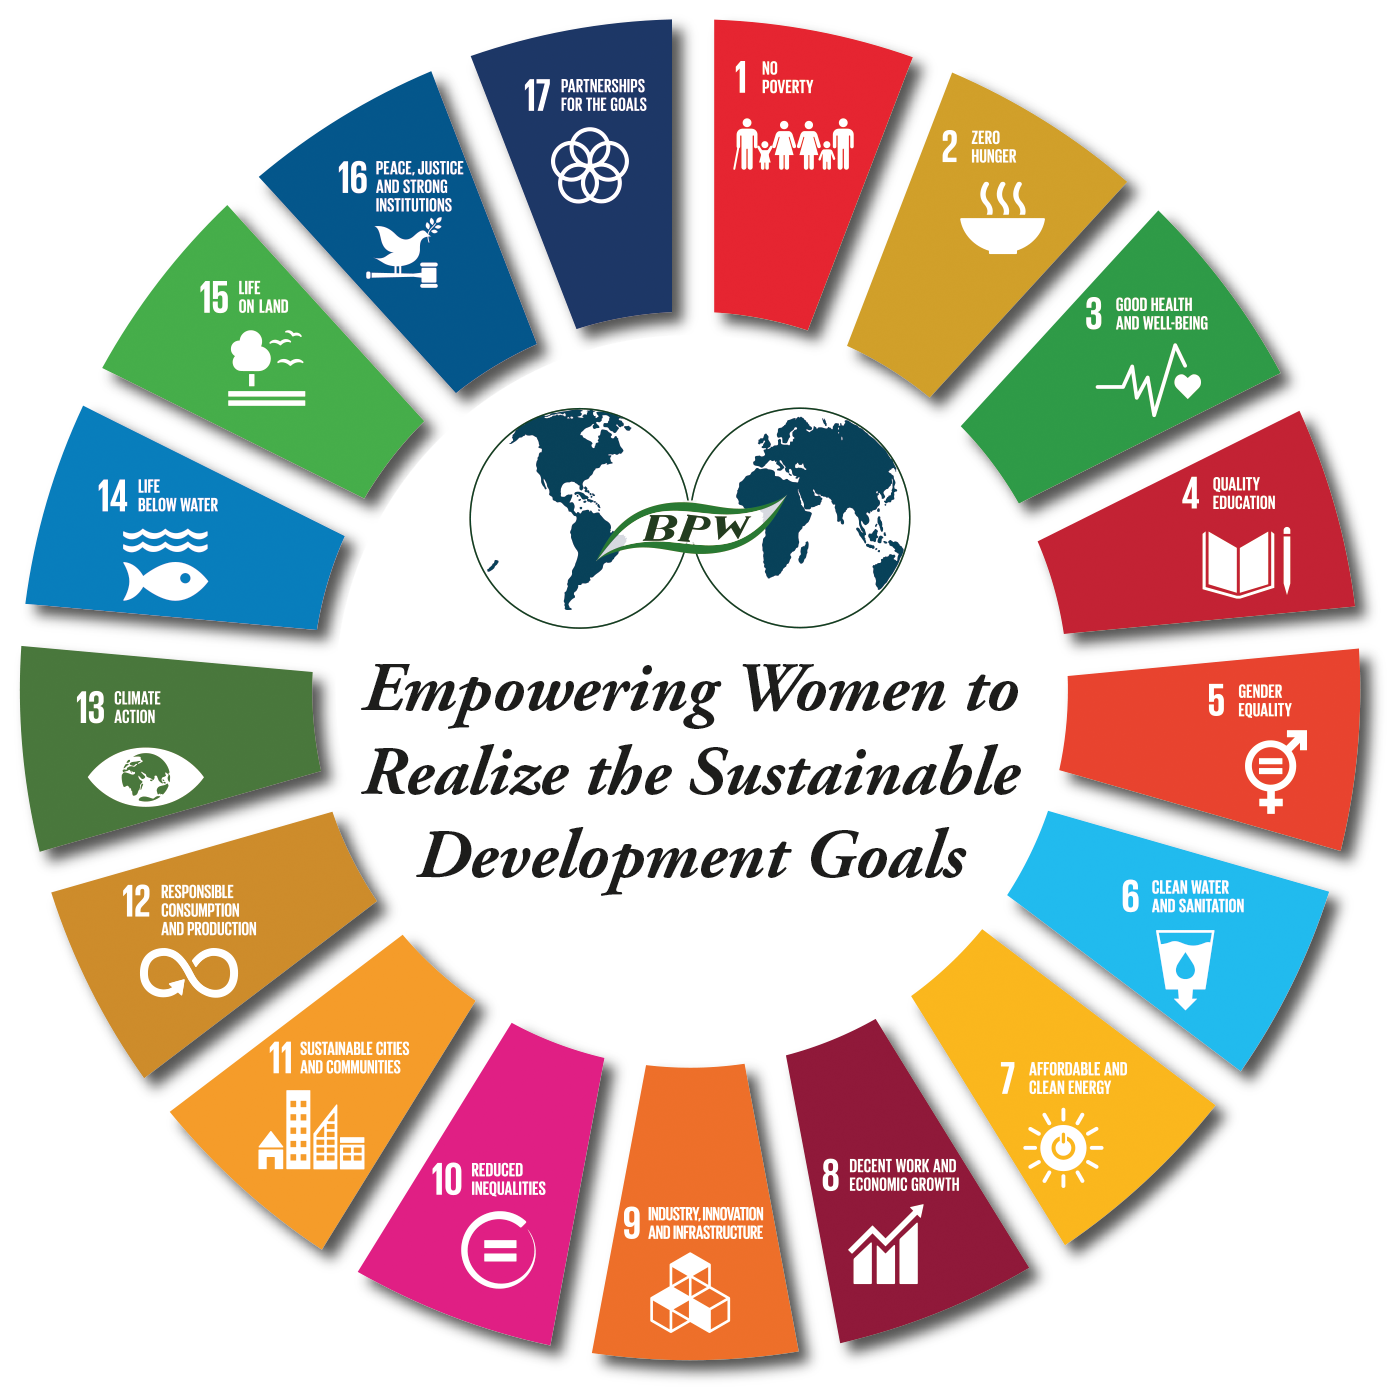 1 NO
POVERTY
2 ZERO
HUNGER
3 GOOD HEALTH
AND WELL-BEING
4 QUALITY
EDUCATION
5 GENDER
EQUALITY
6 CLEAN WATER
AND SANITATION
7 AFFORDABLE AND
CLEAN ENERGY
8 DECENT WORK AND
ECONOMIC GROWTH
9 INDUSTRY, INNOVATION
AND INFRASTRUCTURE
10 REDUCED
INEQUALITIES
11 SUSTAINABLE CITIES
AND COMMUNITIES
12 RESPONSIBLE
CONSUMPTION
AND PRODUCTION
13 CLIMATE
ACTION
14 LIFE
BELOW WATER
15 LIFE
ON LAND
16 PEACE, JUSTICE
AND STRONG
INSTITUTIONS
17 PARTNERSHIPS
FOR THE GOALS
BPW
Empowering Women to
Realize the Sustainable
Development Goals